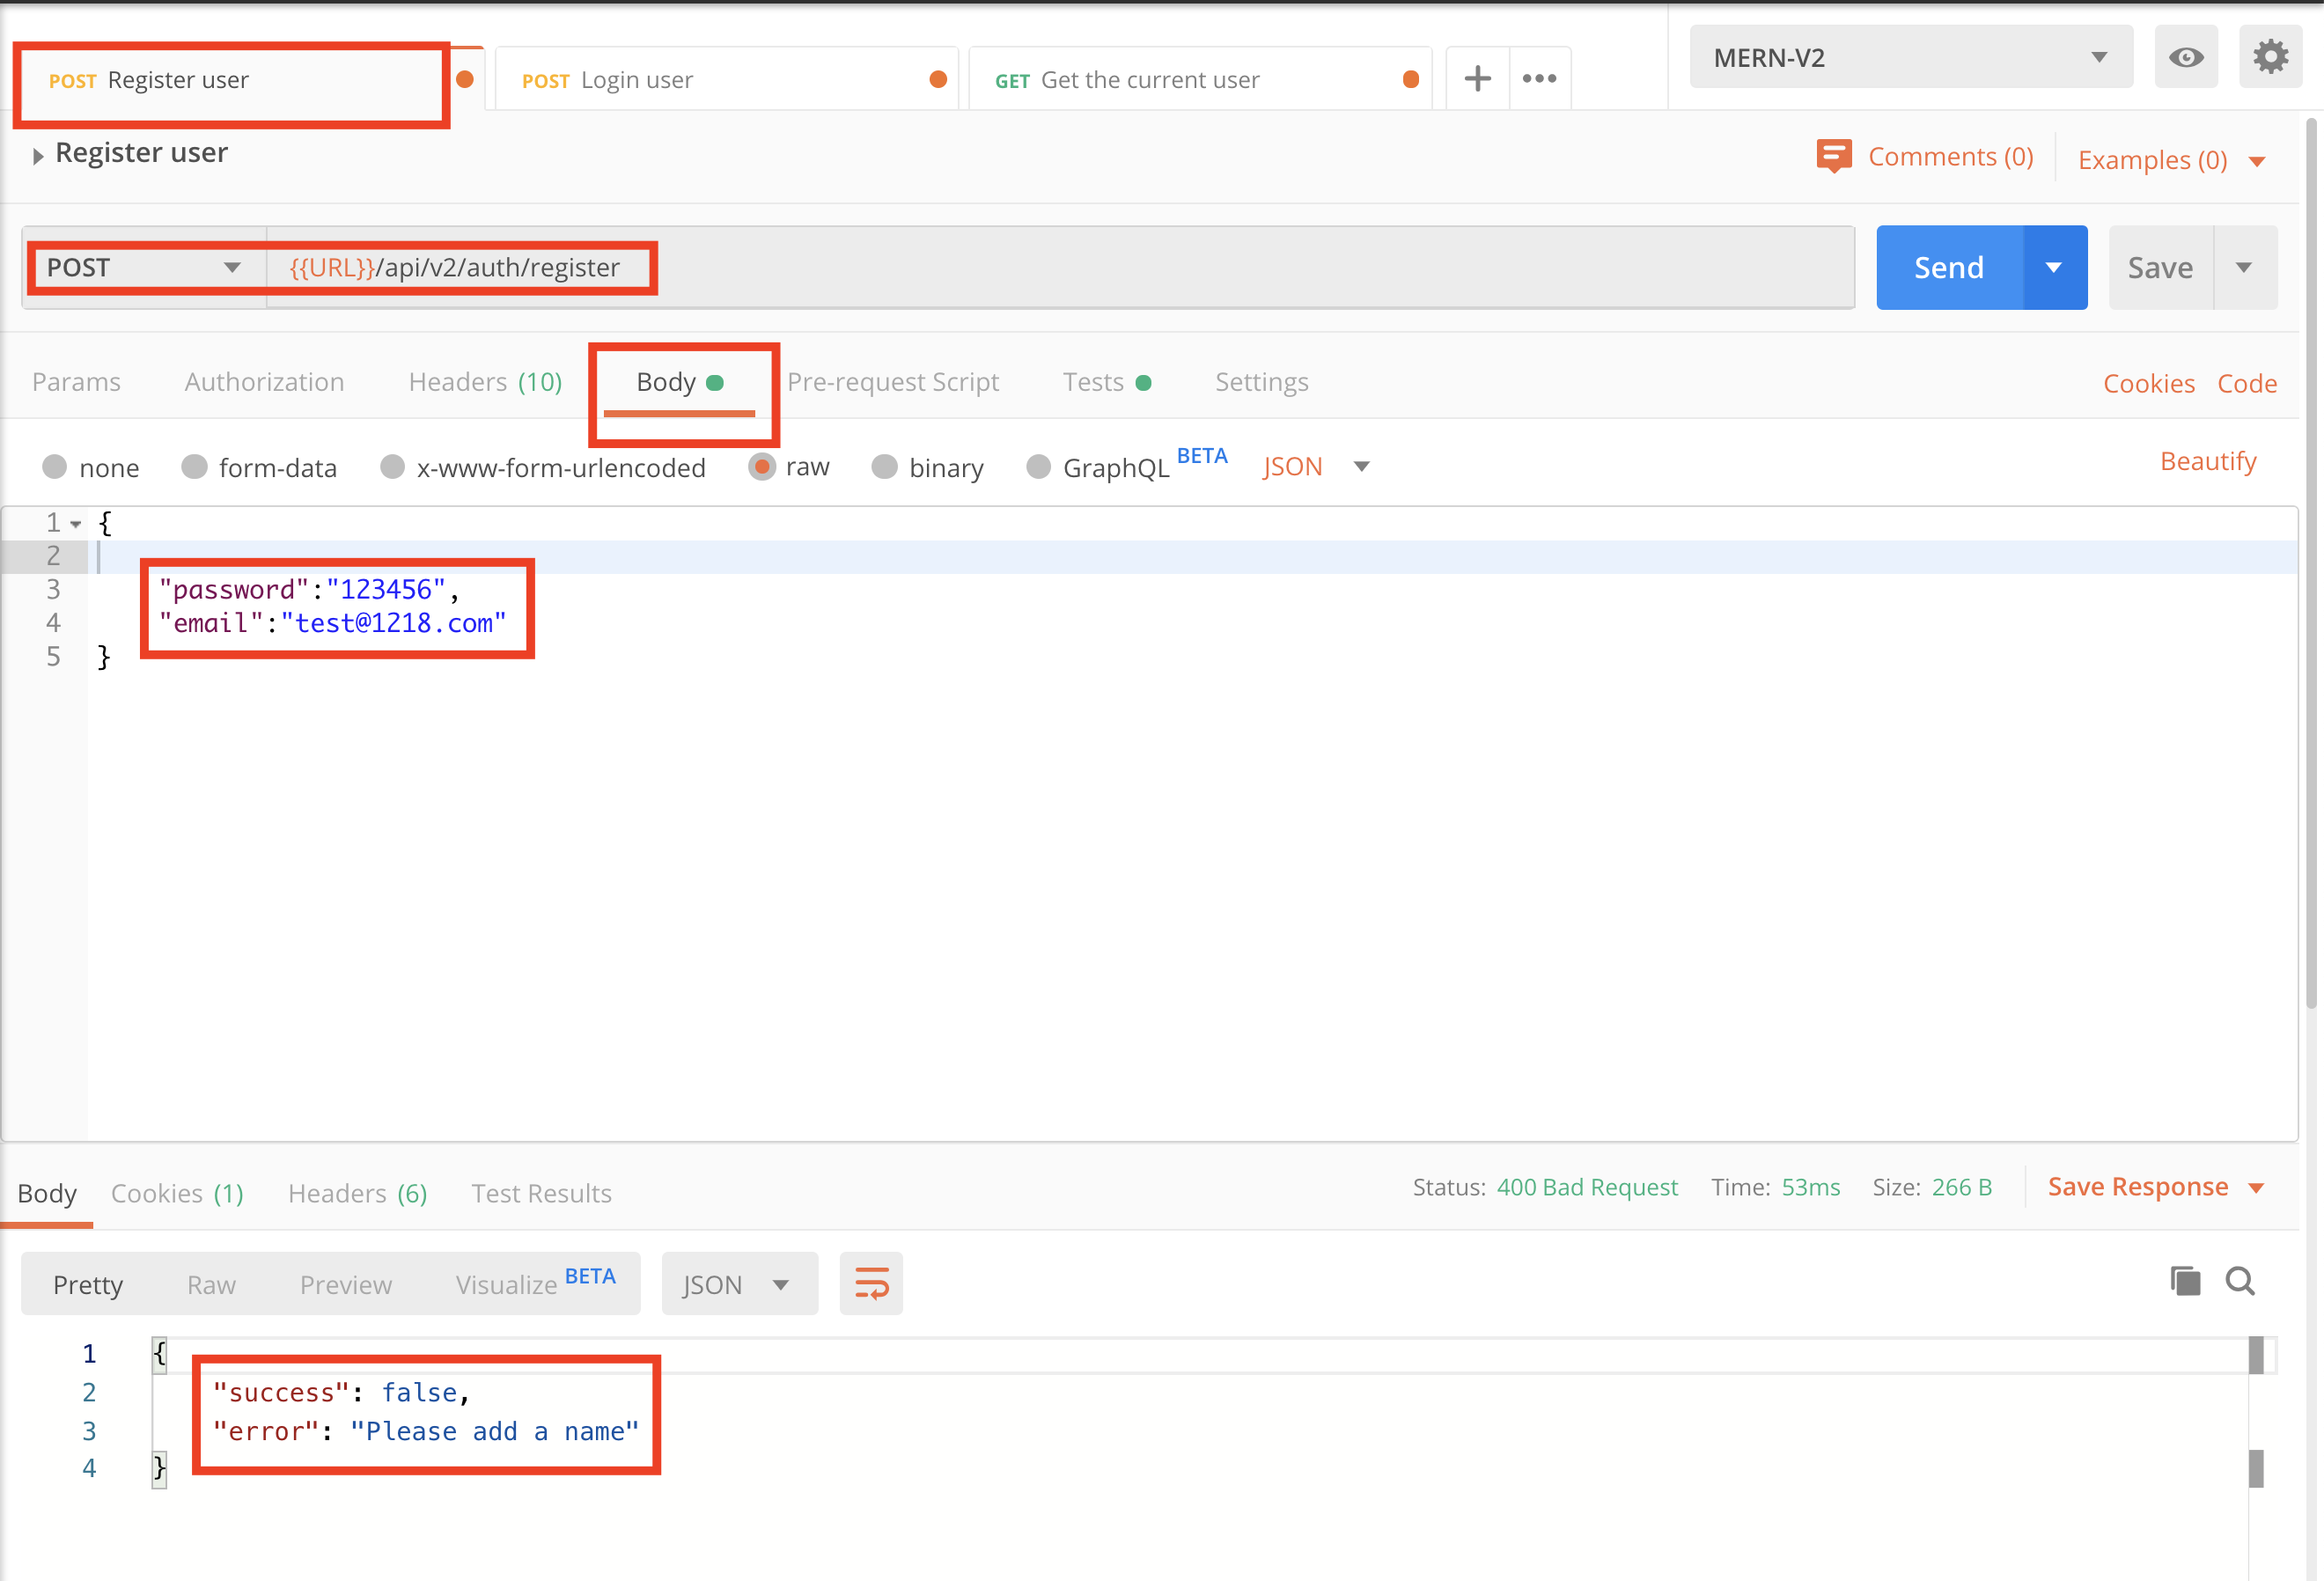 POST Register user
POST Login user
GET Get the current user
MERN-V2
Register user
Comments (0)
Examples (0)
POST
{{URL}}/api/v2/auth/register
Send
Save
Params
Authorization
Headers (10)
Body
Pre-request Script
Tests
Settings
Cookies
Code
none
form-data
x-www-form-urlencoded
raw
binary
GraphQL BETA
JSON
Beautify
1 {
2
3 "password":"123456",
4 "email":"test@1218.com"
5 }
Body
Cookies (1)
Headers (6)
Test Results
Status: 400 Bad Request
Time: 53ms
Size: 266 B
Save Response
Pretty
Raw
Preview
Visualize BETA
JSON
1 {
2 "success": false,
3 "error": "Please add a name"
4 }